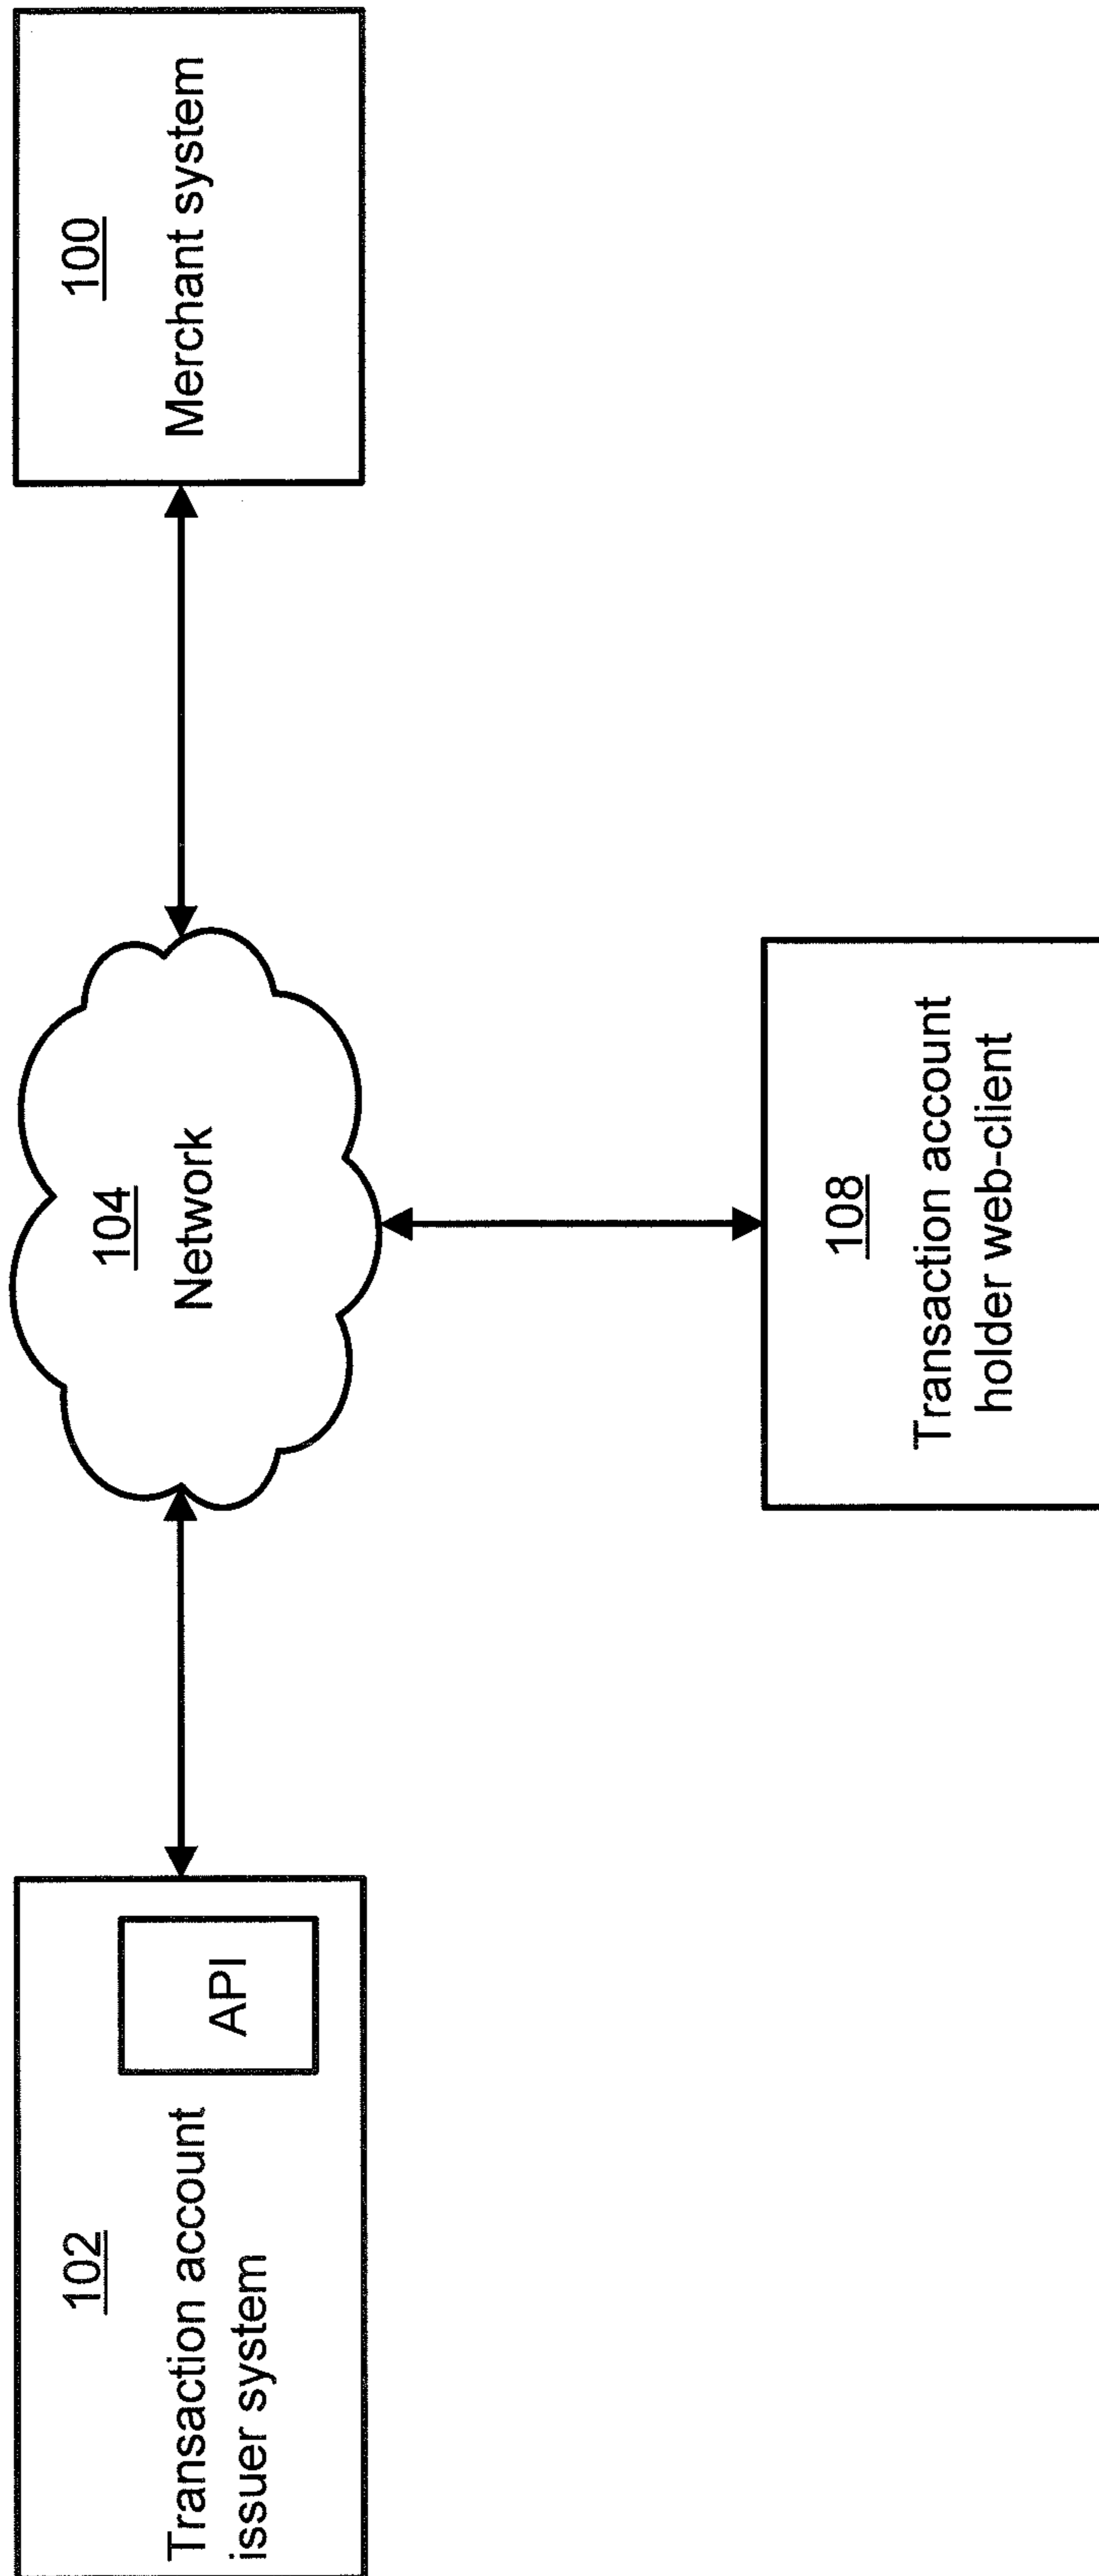 102
Transaction account
issuer system
API
104
Network
100
Merchant system
108
Transaction account
holder web-client